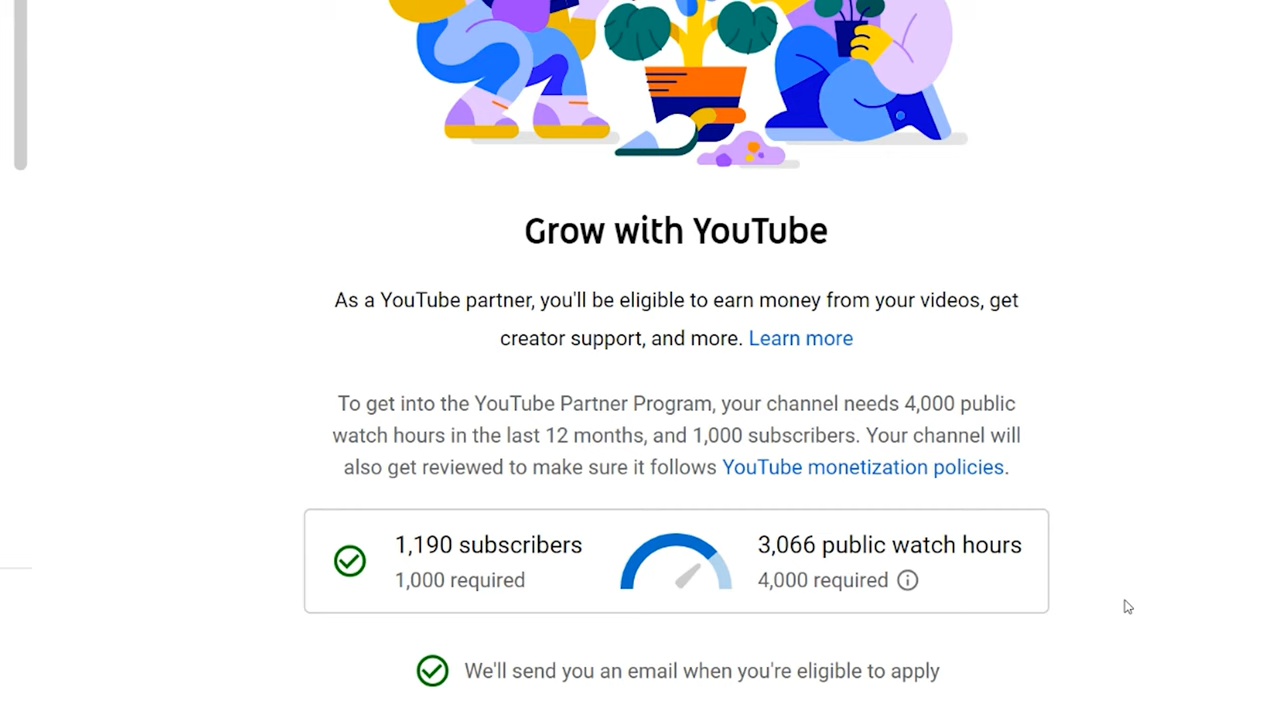 Grow with YouTube
As a YouTube partner, you'll be eligible to earn money from your videos, get
creator support, and more. Learn more
To get into the YouTube Partner Program, your channel needs 4,000 public
watch hours in the last 12 months, and 1,000 subscribers. Your channel will
also get reviewed to make sure it follows YouTube monetization policies.
1,190 subscribers
1,000 required
3,066 public watch hours
4,000 required
We'll send you an email when you're eligible to apply